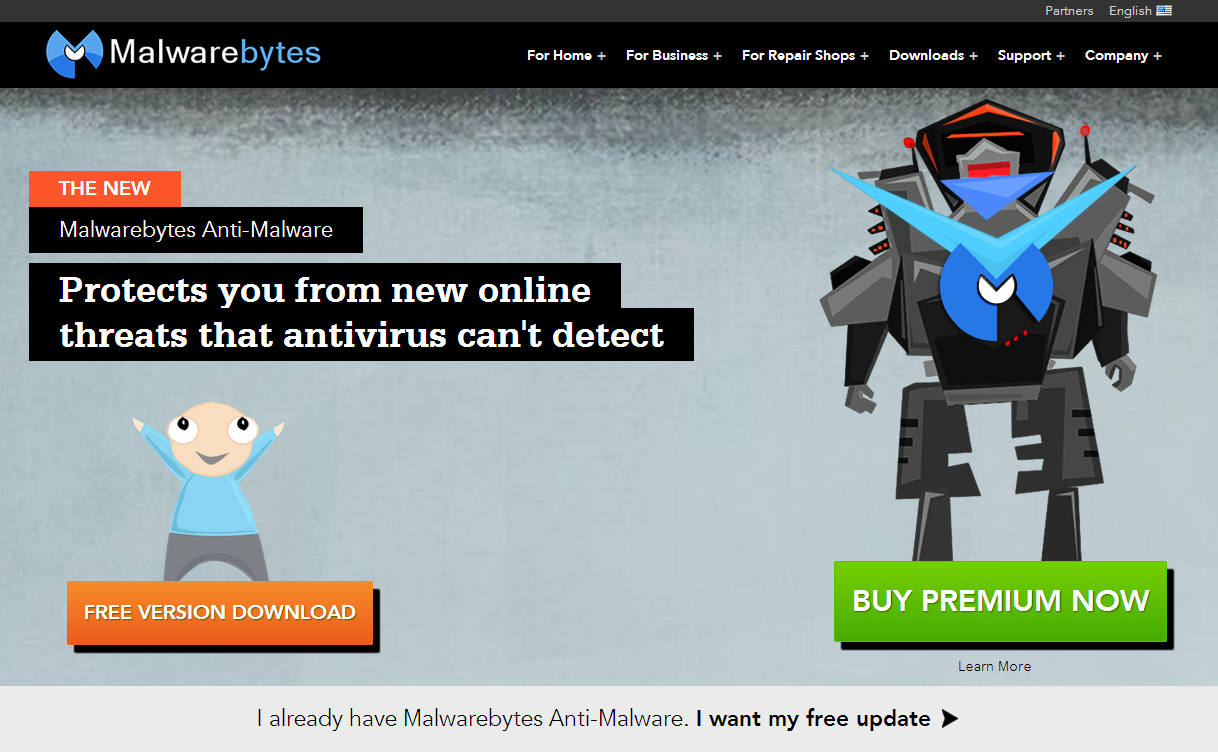 Partners English
Malwarebytes
For Home + For Business + For Repair Shops + Downloads + Support + Company +
THE NEW
Malwarebytes Anti-Malware
Protects you from new online
threats that antivirus can't detect
FREE VERSION DOWNLOAD
BUY PREMIUM NOW
Learn More
I already have Malwarebytes Anti-Malware. I want my free update